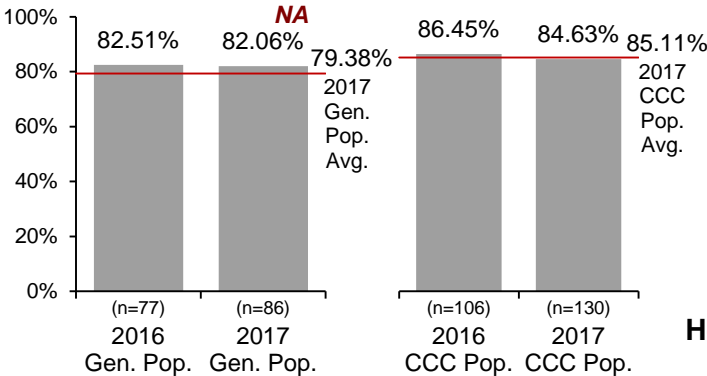 NA
100%
80%
60%
40%
20%
0%
82.51%
82.06%
79.38%
2017
Gen.
Pop.
Avg.
(n=77)
2016
Gen. Pop.
(n=86)
2017
Gen. Pop.
86.45%
84.63%
85.11%
2017
CCC
Pop.
Avg.
(n=106)
2016
CCC Pop.
(n=130)
2017
CCC Pop.
H